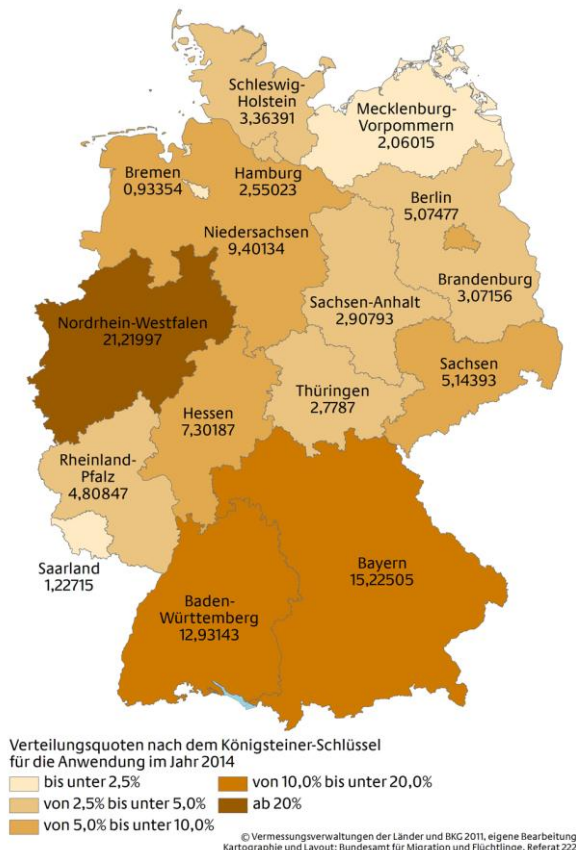 Schleswig-
Holstein
3,36391
Mecklenburg-
Vorpommern
2,06015
Bremen
0,93354
Hamburg
2,55023
Berlin
5,07477
Niedersachsen
9,40134
Brandenburg
3,07156
Sachsen-Anhalt
2,90793
Nordrhein-Westfalen
21,21997
Sachsen
5,14393
Thüringen
2,7787
Hessen
7,30187
Rheinland-
Pfalz
4,80847
Saarland
1,22715
Bayern
15,22505
Baden-
Württemberg
12,93143
Verteilungsquoten nach dem Königsteiner-Schlüssel
für die Anwendung im Jahr 2014
bis unter 2,5%
von 2,5% bis unter 5,0%
von 5,0% bis unter 10,0%
von 10,0% bis unter 20,0%
ab 20%
© Vermessungsverwaltungen der Länder und BKG 2011, eigene Bearbeitung
Kartographie und Layout: Bundesamt für Migration und Flüchtlinge, Referat 222